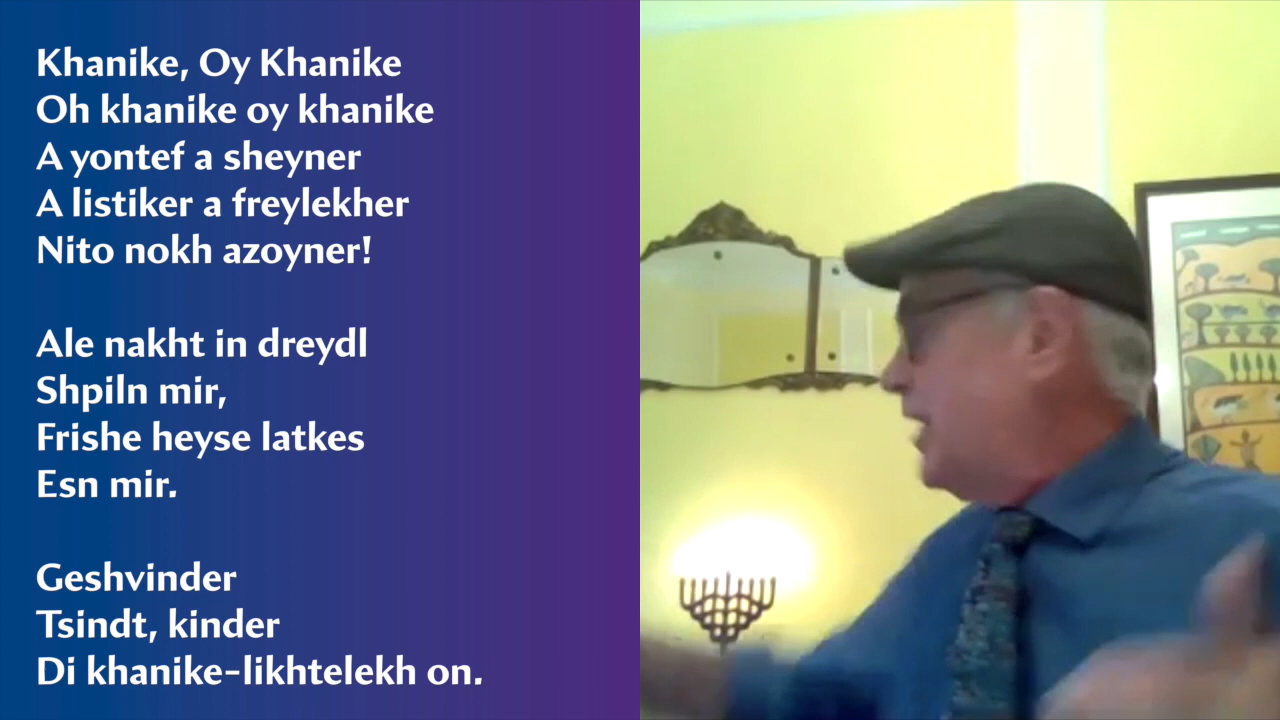 Khanike, Oy Khanike
Oh khanike oy khanike
A yontef a sheyner
A listiker a freylekher
Nito nokh azoyner!
Ale nakht in dreydl
Shpiln mir,
Frishe heyse latkes
Esn mir.
Geshvinder
Tsindt, kinder
Di khanike-likhtelekh on.